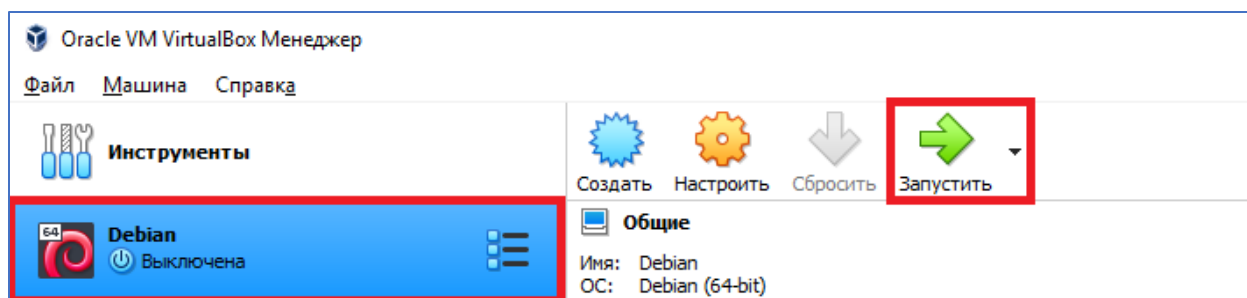 Oracle VM VirtualBox Менеджер
Файл Машина Справка
Инструменты
Создать Настроить Сбросить Запустить
64
Debian
Выключена
Общие
Имя: Debian
ОС: Debian (64-bit)